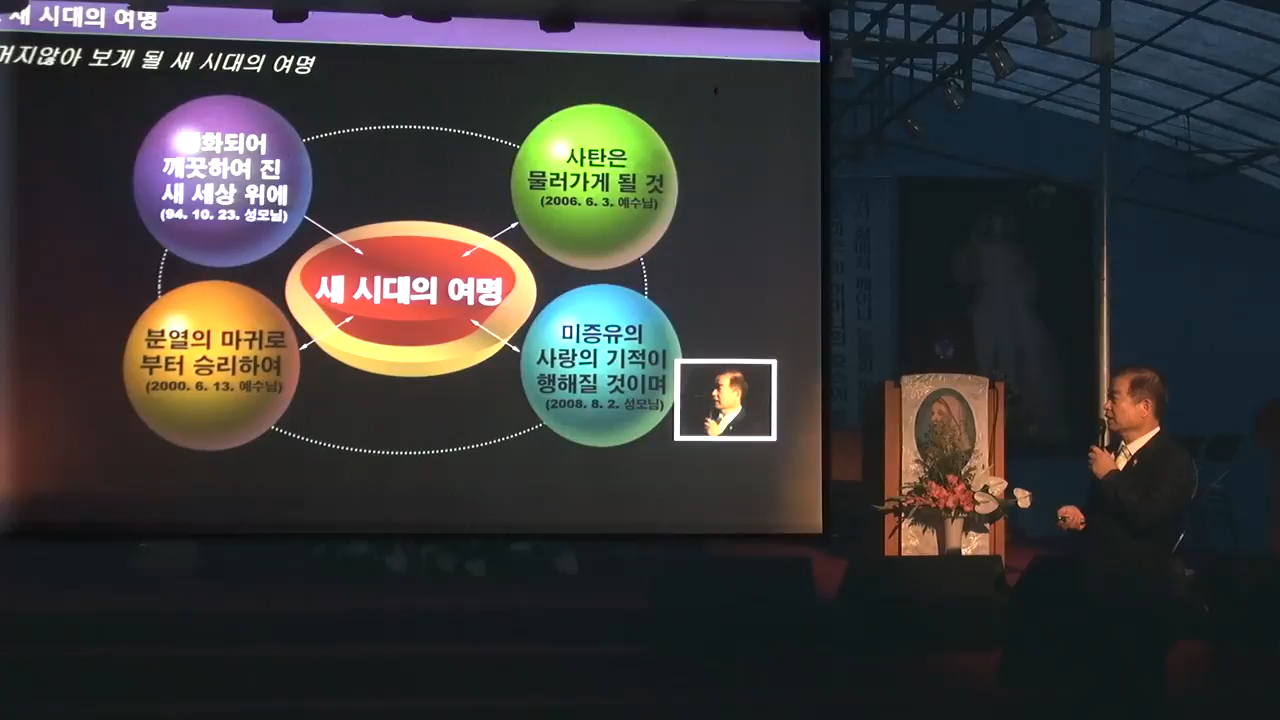 새 시대의 여명
머지않아 보게 될 새 시대의 여명
깨끗하여 진
새 세상 위에
(94. 10. 23. 성모님)
사탄은
물러가게 될 것
(2006. 6. 3. 예수님)
새 시대의 여명
분열의 마귀로
부터 승리하여
(2000. 6. 13. 예수님)
미증유의
사랑의 기적이
행해질 것이며
(2008. 8. 2. 성모님)